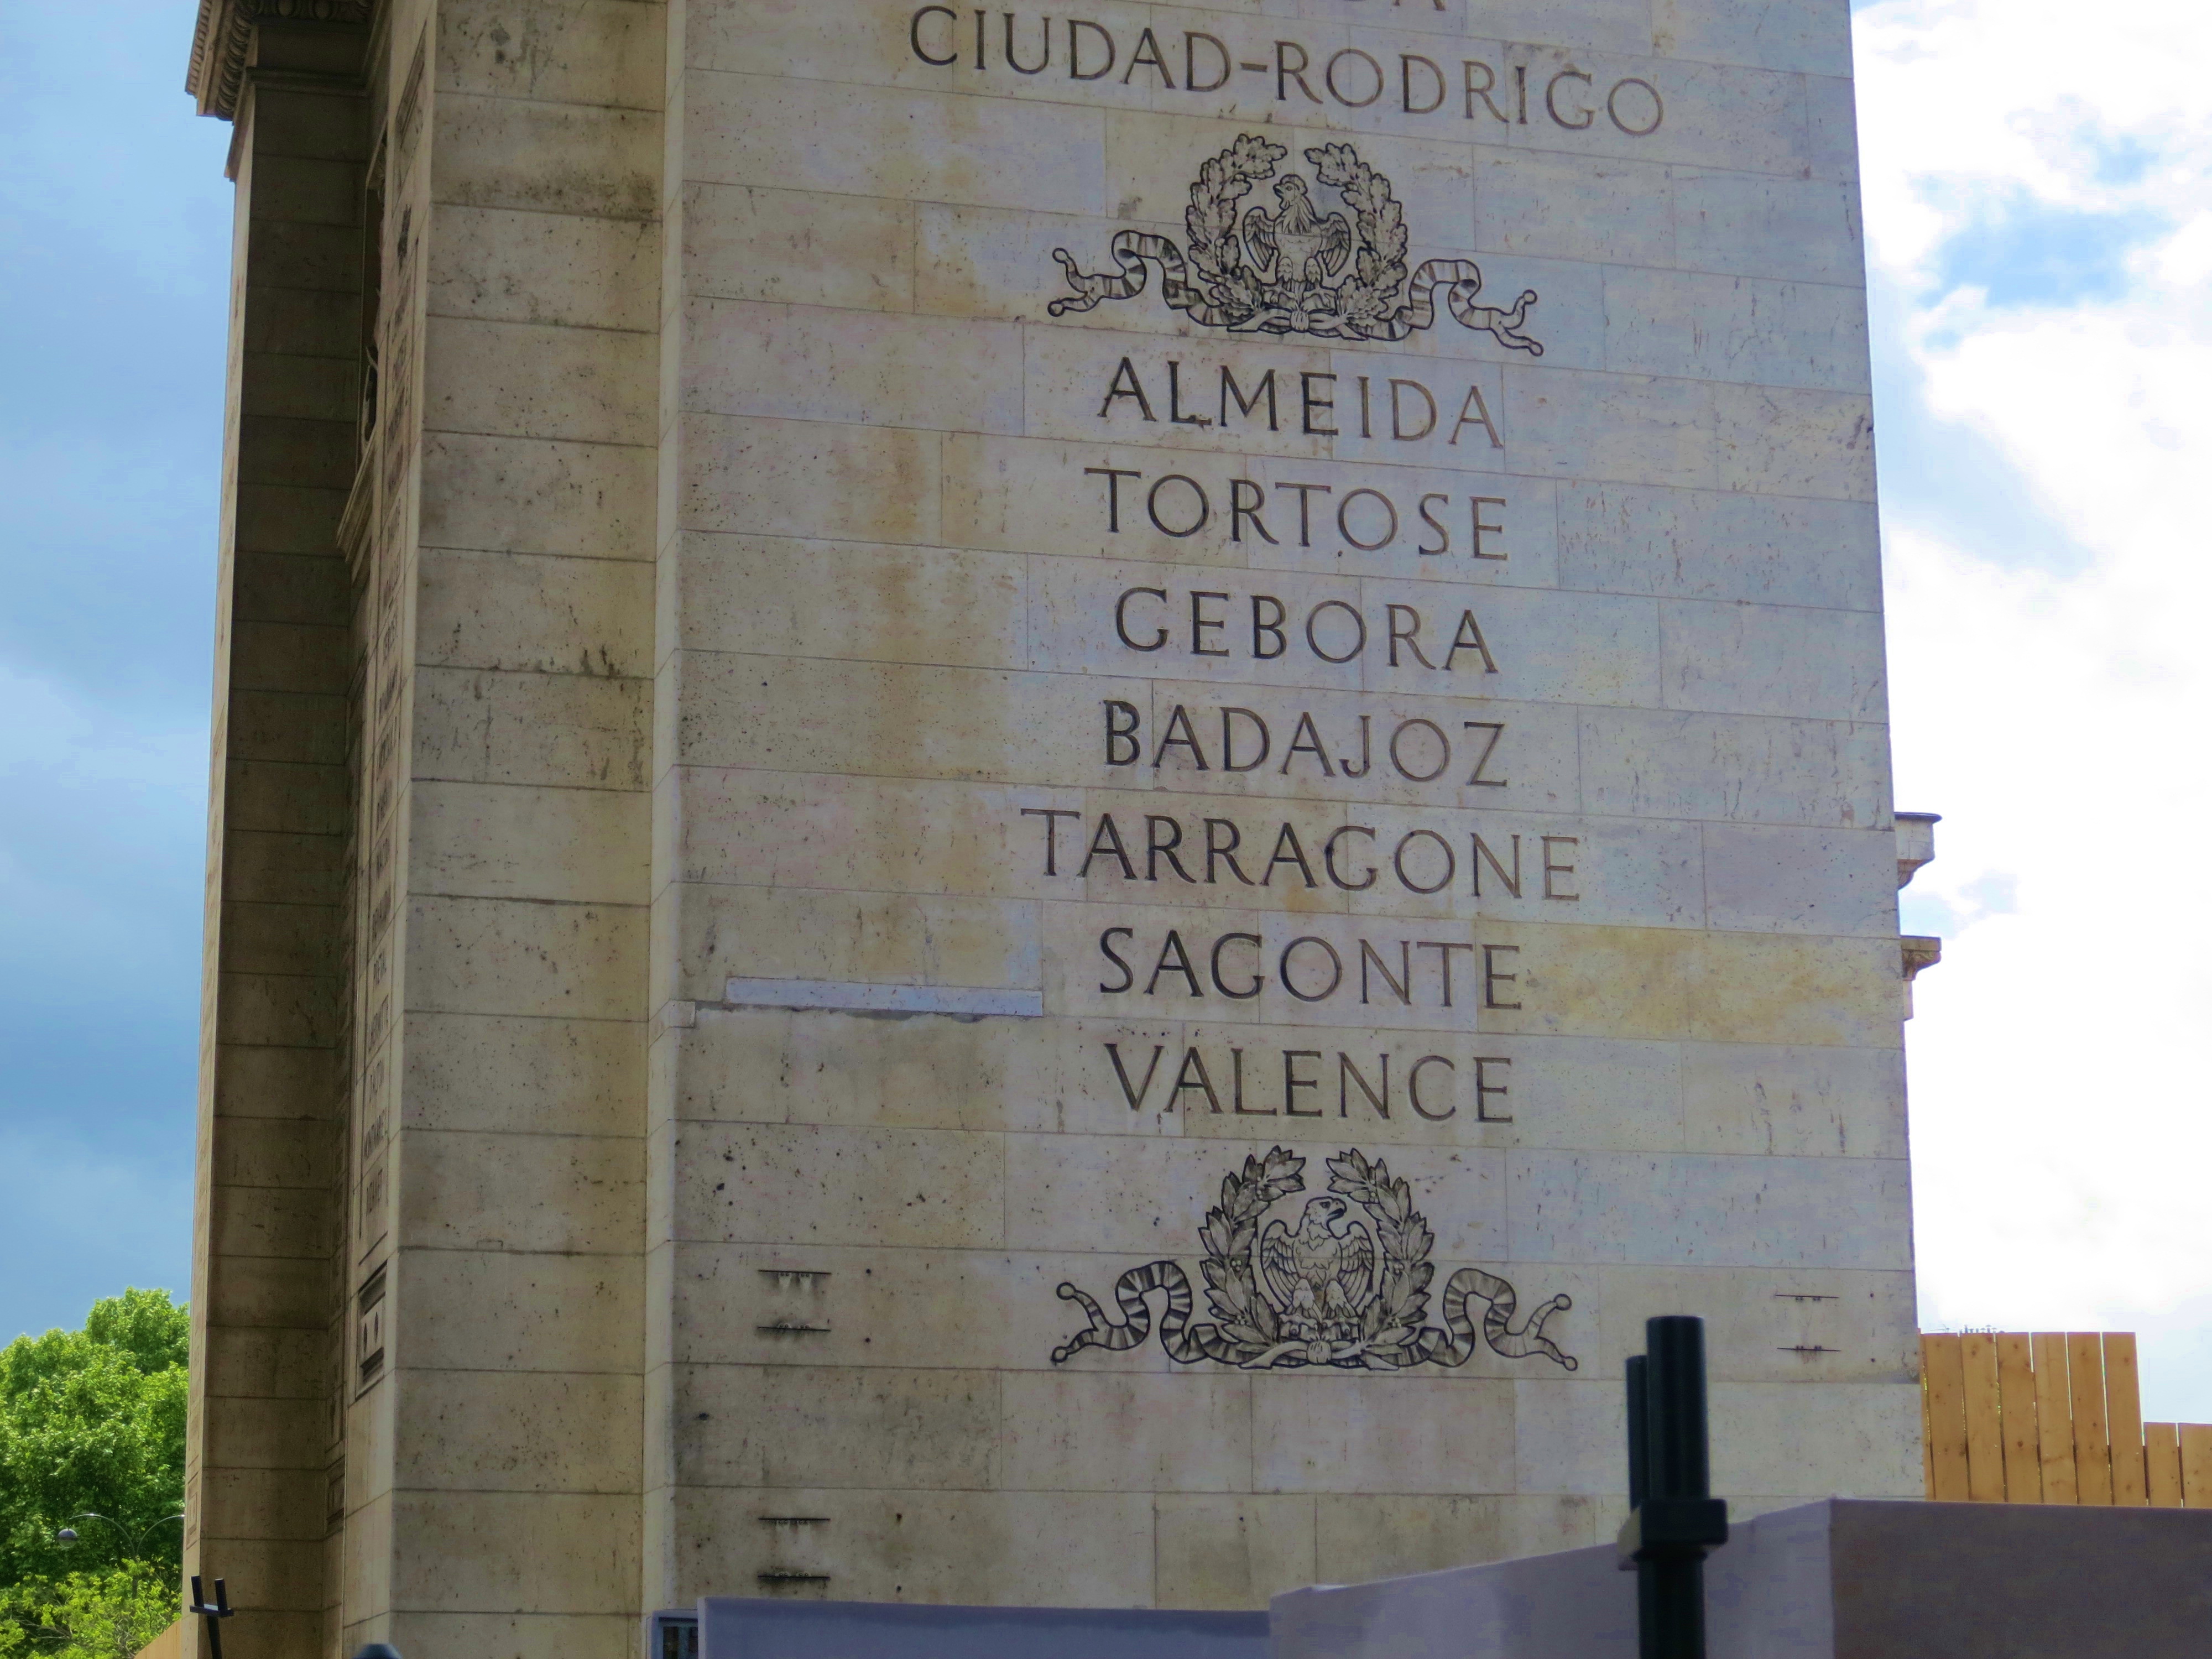 CIUDAD-RODRIGO
ALMEIDA
TORTOSE
GEBORA
BADAJOZ
TARRAGONE
SAGONTE
VALENCE